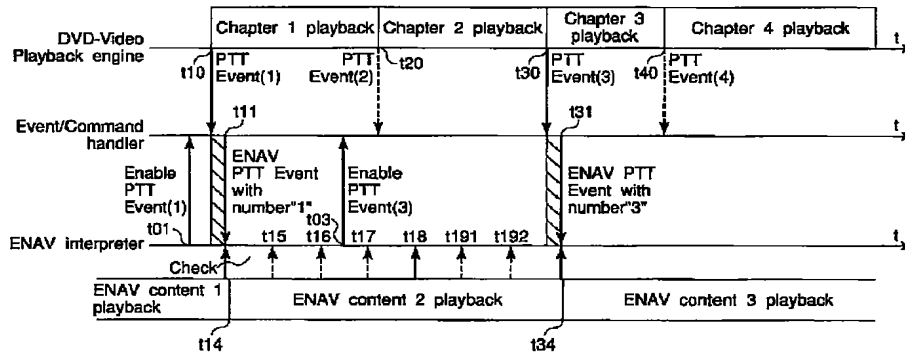 Chapter 1 playback
Chapter 2 playback
Chapter 3 playback
Chapter 4 playback
DVD-Video Playback engine
t
t10
PTT Event(1)
PTT Event(2)
t20
t30
PTT Event(3)
t40
PTT Event(4)
t11
t31
Event/Command handler
t
Enable PTT Event(1)
ENAV PTT Event with number"1"
Enable PTT Event(3)
ENAV PTT Event with number"3"
t01
t03
ENAV interpreter
t15
t16
t17
t18
t191
t192
t
Check
ENAV content 1 playback
ENAV content 2 playback
ENAV content 3 playback
t14
t34